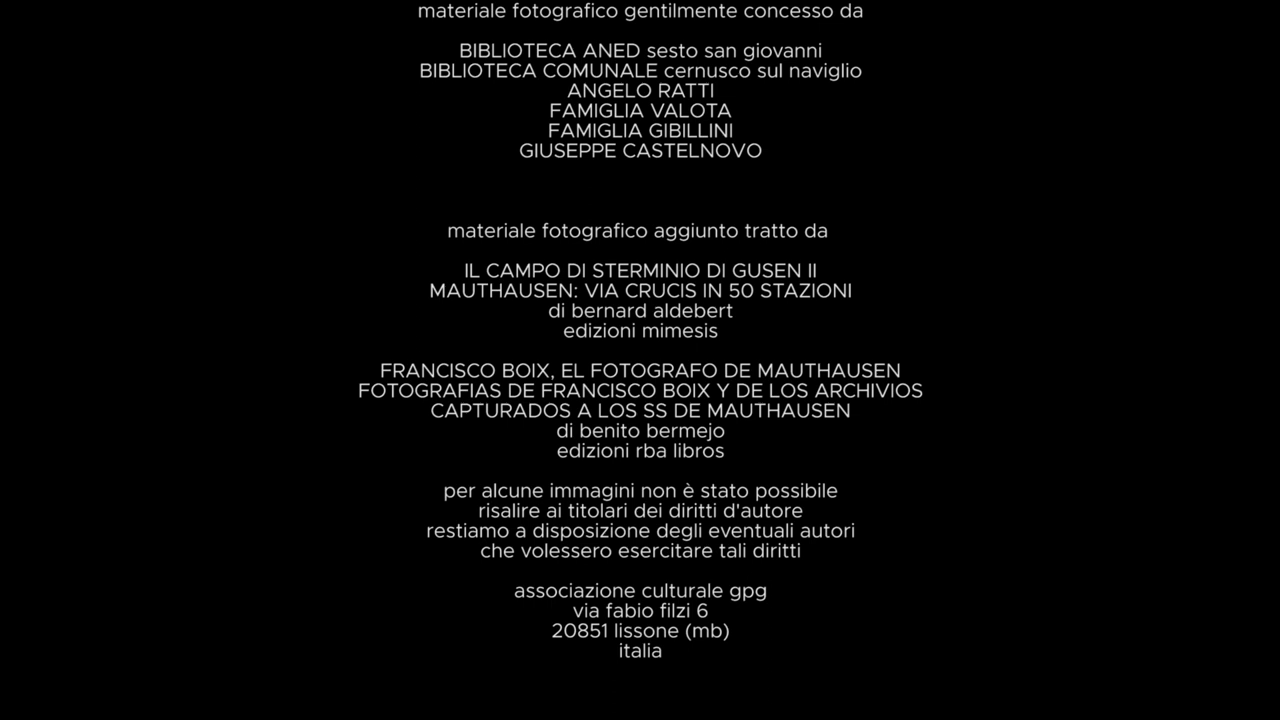 materiale fotografico gentilmente concesso da
BIBLIOTECA ANED sesto san giovanni
BIBLIOTECA COMUNALE cernusco sul naviglio
ANGELO RATTI
FAMIGLIA VALOTA
FAMIGLIA GIBILLINI
GIUSEPPE CASTELNOVO
materiale fotografico aggiunto tratto da
IL CAMPO DI STERMINIO DI GUSEN II
MAUTHAUSEN: VIA CRUCIS IN 50 STAZIONI
di bernard aldebert
edizioni mimesis
FRANCISCO BOIX, EL FOTOGRAFO DE MAUTHAUSEN
FOTOGRAFIAS DE FRANCISCO BOIX Y DE LOS ARCHIVIOS
CAPTURADOS A LOS SS DE MAUTHAUSEN
di benito bermejo
edizioni rba libros
per alcune immagini non è stato possibile
risalire ai titolari dei diritti d'autore
restiamo a disposizione degli eventuali autori
che volessero esercitare tali diritti
associazione culturale gpg
via fabio filzi 6
20851 lissone (mb)
italia